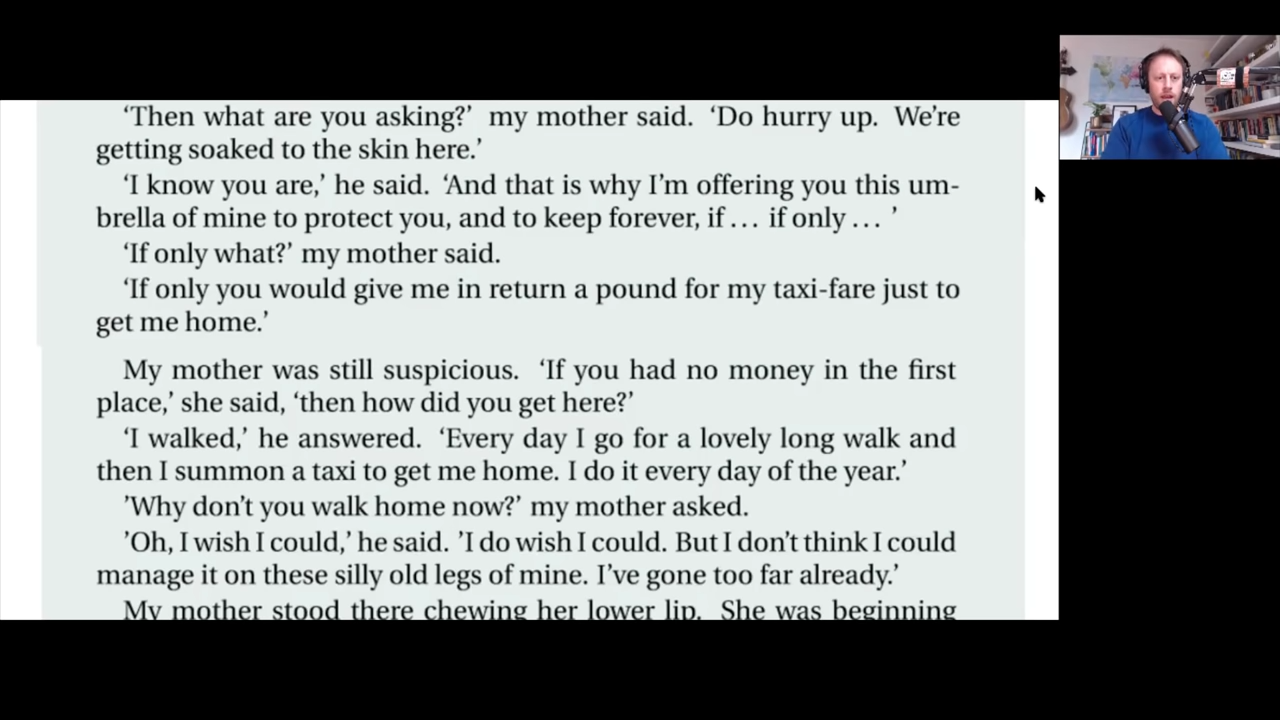 ‘Then what are you asking?’ my mother said. ‘Do hurry up. We’re
getting soaked to the skin here.’
‘I know you are,’ he said. ‘And that is why I’m offering you this um-
brella of mine to protect you, and to keep forever, if … if only … ’
‘If only what?’ my mother said.
‘If only you would give me in return a pound for my taxi-fare just to
get me home.’
My mother was still suspicious. ‘If you had no money in the first
place,’ she said, ‘then how did you get here?’
‘I walked,’ he answered. ‘Every day I go for a lovely long walk and
then I summon a taxi to get me home. I do it every day of the year.’
’Why don’t you walk home now?’ my mother asked.
’Oh, I wish I could,’ he said. ’I do wish I could. But I don’t think I could
manage it on these silly old legs of mine. I’ve gone too far already.’
My mother stood there chewing her lower lip. She was beginning